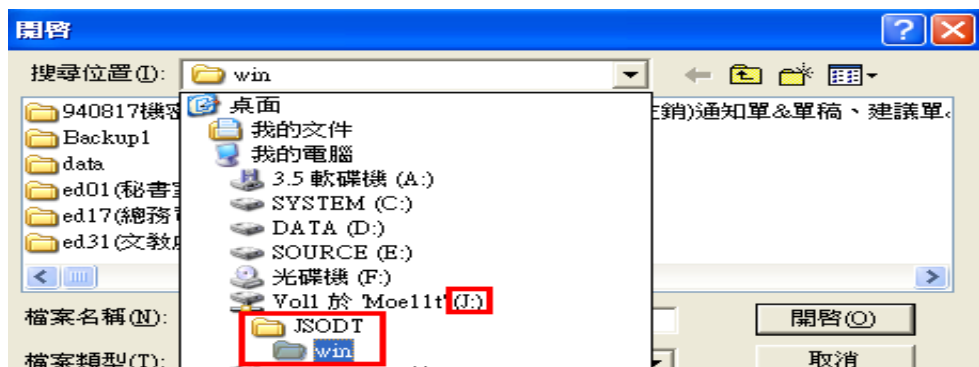 開啓
搜尋位置(I): win
桌面
940817機密 主銷)通知單&單稿、建議單
我的文件
Backup1
我的電腦
data
3.5 軟碟機 (A:)
ed01(秘書
SYSTEM (C:)
ed17(總務
DATA (D:)
ed31(文教
SOURCE (E:)
光碟機 (F:)
Vol1 於 'Moe11t' (J:)
檔案名稱(N): 開啓(O)
JSODT
win
檔案類型(T): 取消